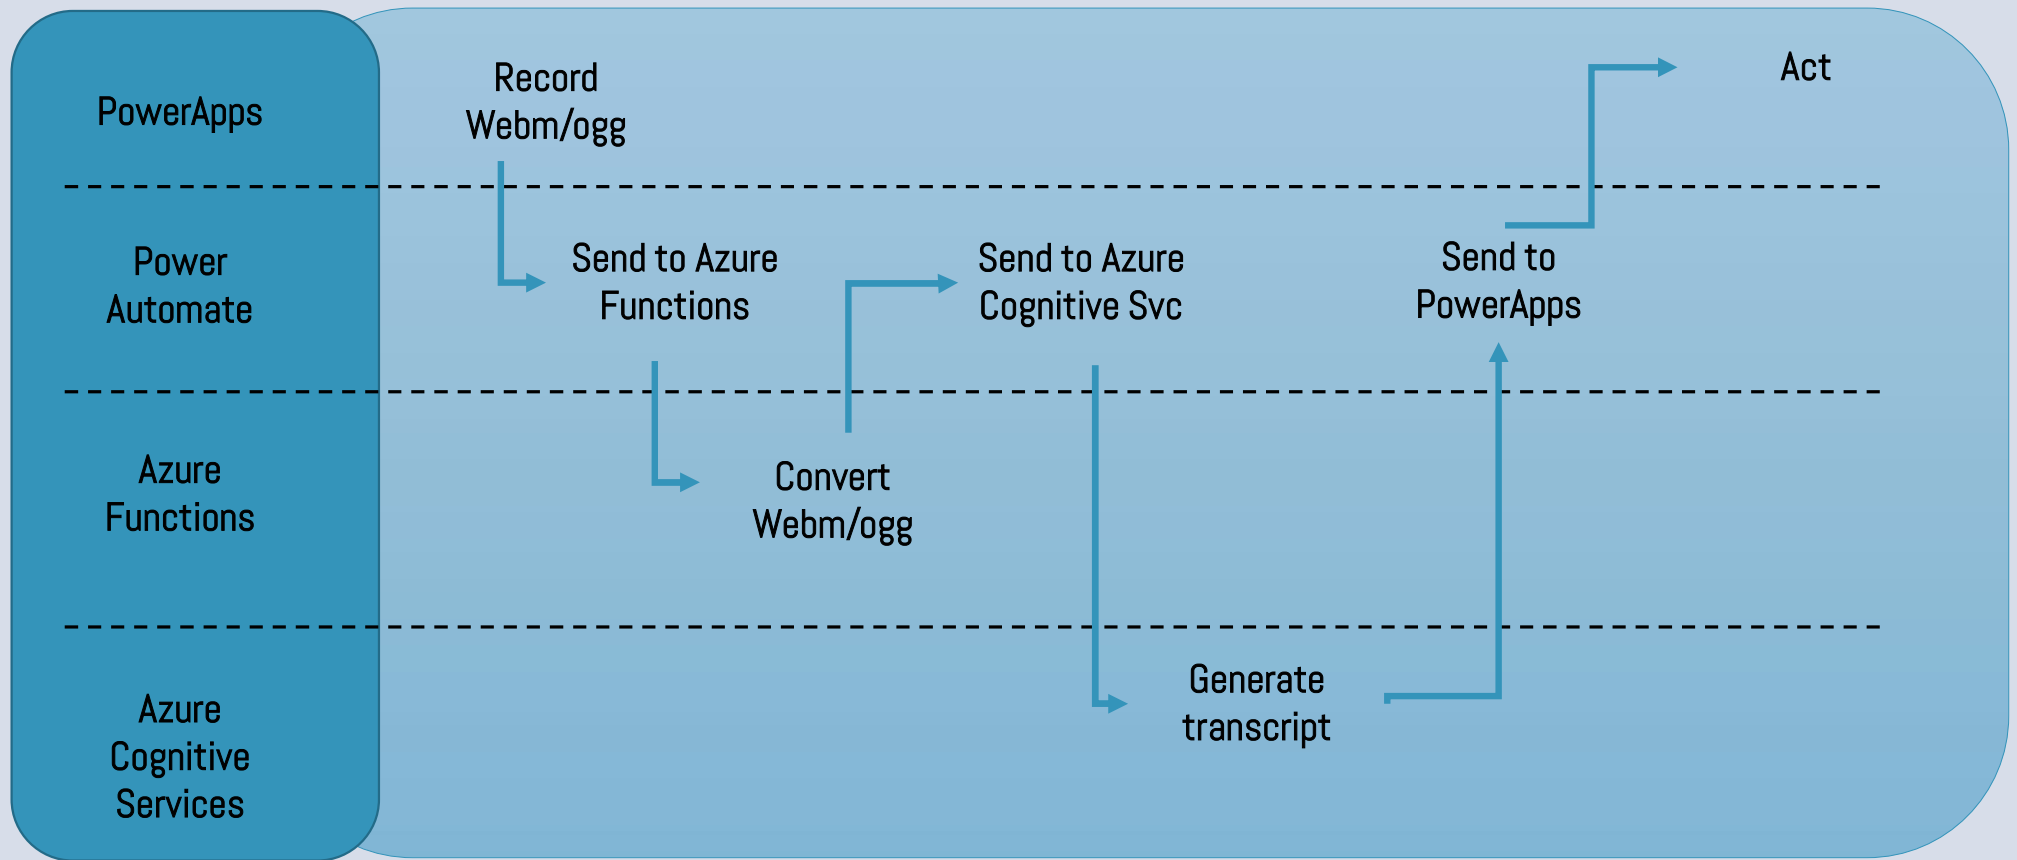 PowerApps
Record
Webm/ogg
Act
Power
Automate
Send to Azure
Functions
Send to Azure
Cognitive Svc
Send to
PowerApps
Azure
Functions
Convert
Webm/ogg
Azure
Cognitive
Services
Generate
transcript